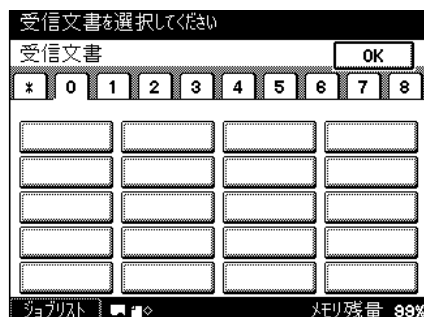 受信文書を選択してください
受信文書 OK
* 0 1 2 3 4 5 6 7 8
ジョブリスト メモリ残量 99%